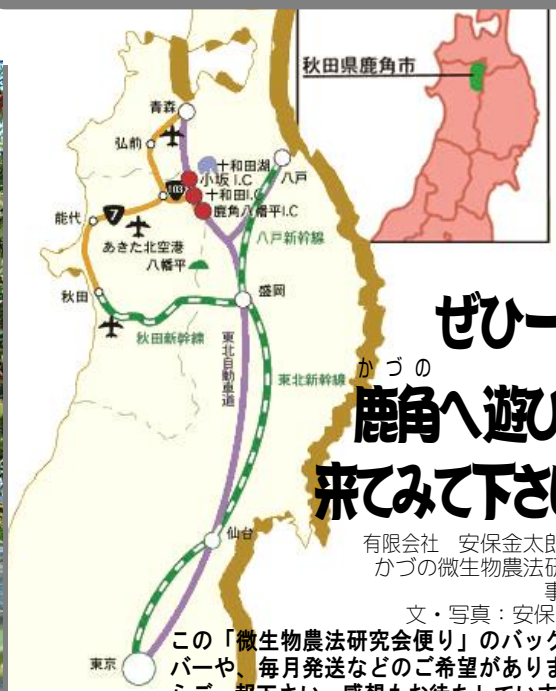 秋田県鹿角市
青森
弘前
十和田湖
小坂I.C
八戸
103
十和田I.C
鹿角八幡平I.C
能代
7
あきた北空港
八戸新幹線
八幡平
秋田
盛岡
秋田新幹線
東北自動車道
東北新幹線
仙台
東京
ぜひ一
かづの
鹿角へ遊び
来てみて下さ
有限会社 安保金太郎
かづの微生物農法研
事
文・写真：安保
この「微生物農法研究会便り」のバック
バーや、毎月発送などのご希望がありま